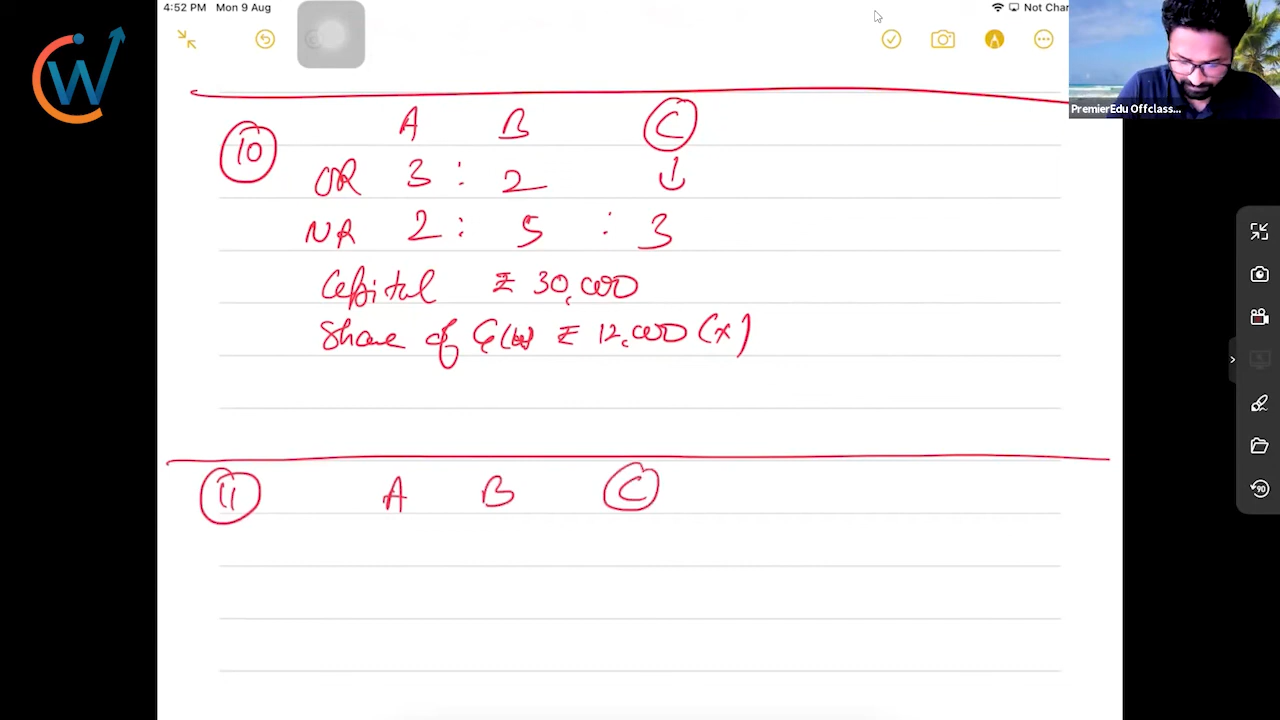 4:52 PM Mon 9 Aug
Not Char
W
PremierEdu Offclass...
A B C
10
OR 3 : 2 ↓
NR 2 : 5 : 3
Capital ₹ 30,000
Share of G/w ₹ 12,000 (x)
11 A B C
90